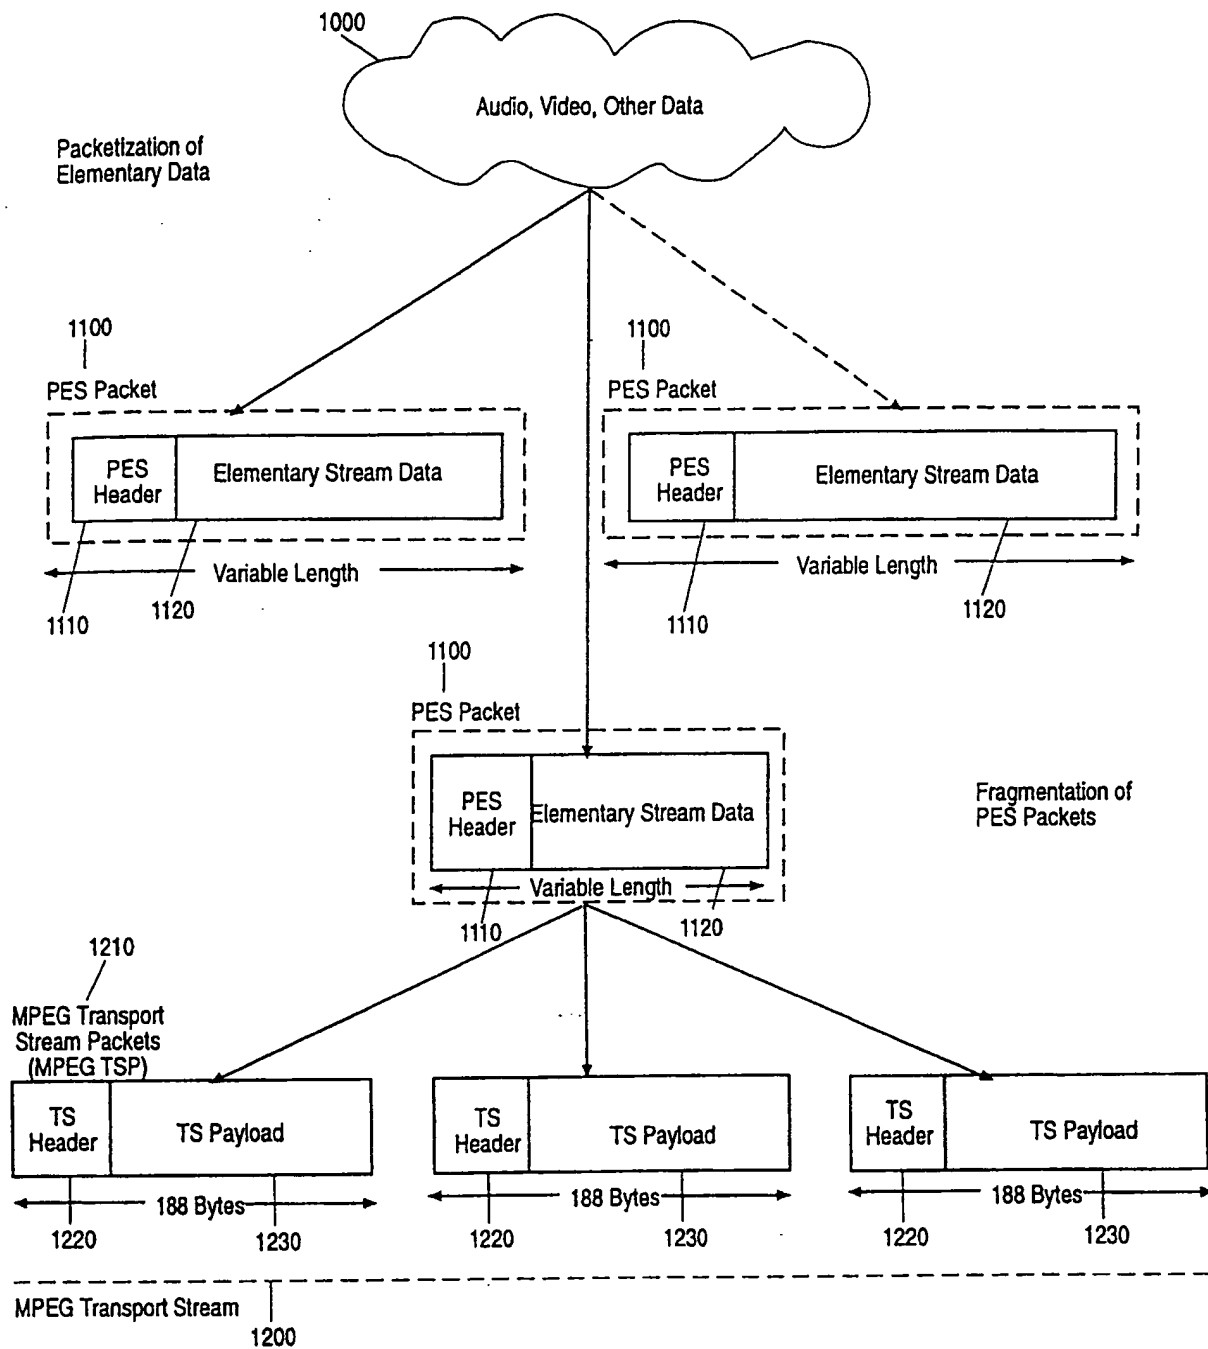 1000
Audio, Video, Other Data
Packetization of
Elementary Data
1100
PES Packet
PES
Header
Elementary Stream Data
Variable Length
1110
1120
1100
PES Packet
PES
Header
Elementary Stream Data
Variable Length
1110
1120
1100
PES Packet
PES
Header
Elementary Stream Data
Variable Length
1110
1120
Fragmentation of
PES Packets
1210
MPEG Transport
Stream Packets
(MPEG TSP)
TS
Header
TS Payload
188 Bytes
1220
1230
TS
Header
TS Payload
188 Bytes
1220
1230
TS
Header
TS Payload
188 Bytes
1220
1230
MPEG Transport Stream
1200